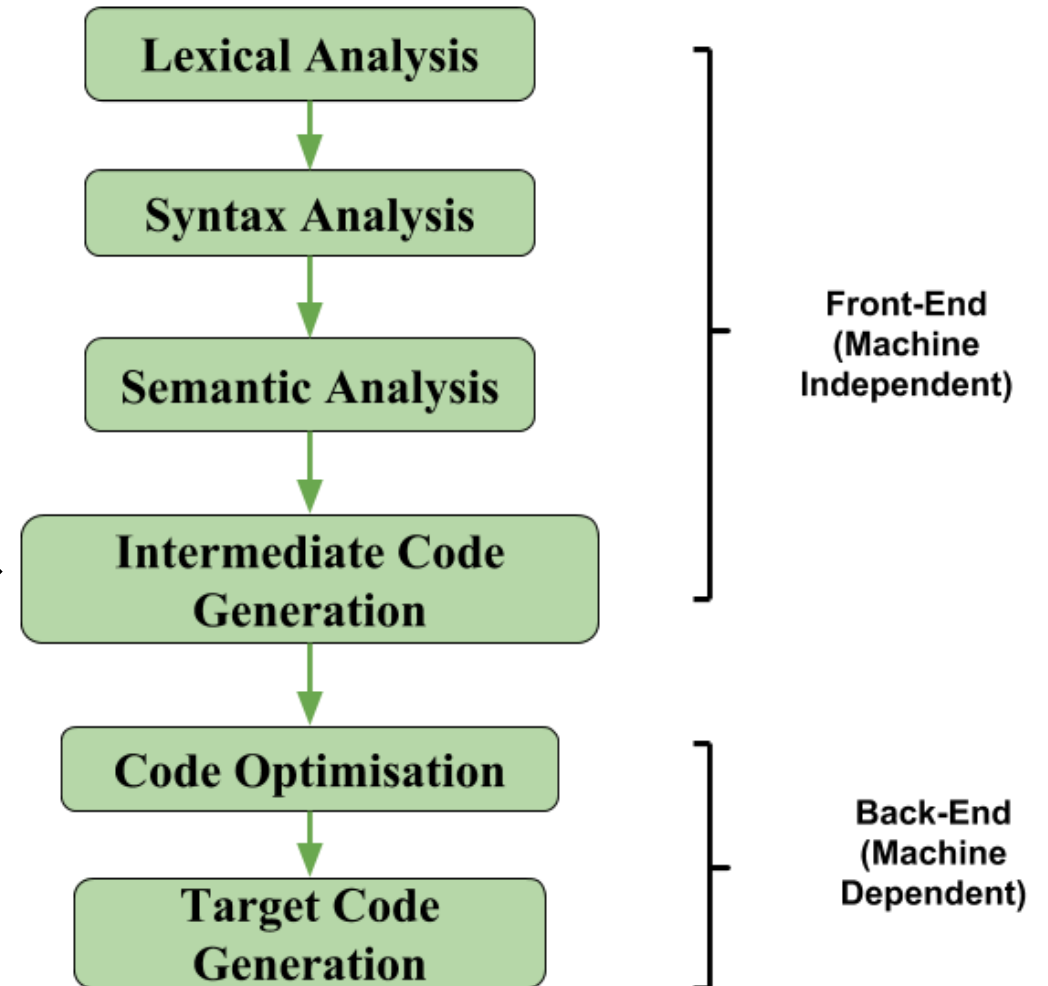 Lexical Analysis
Syntax Analysis
Semantic Analysis
Front-End
(Machine
Independent)
Intermediate Code
Generation
Code Optimisation
Back-End
(Machine
Dependent)
Target Code
Generation